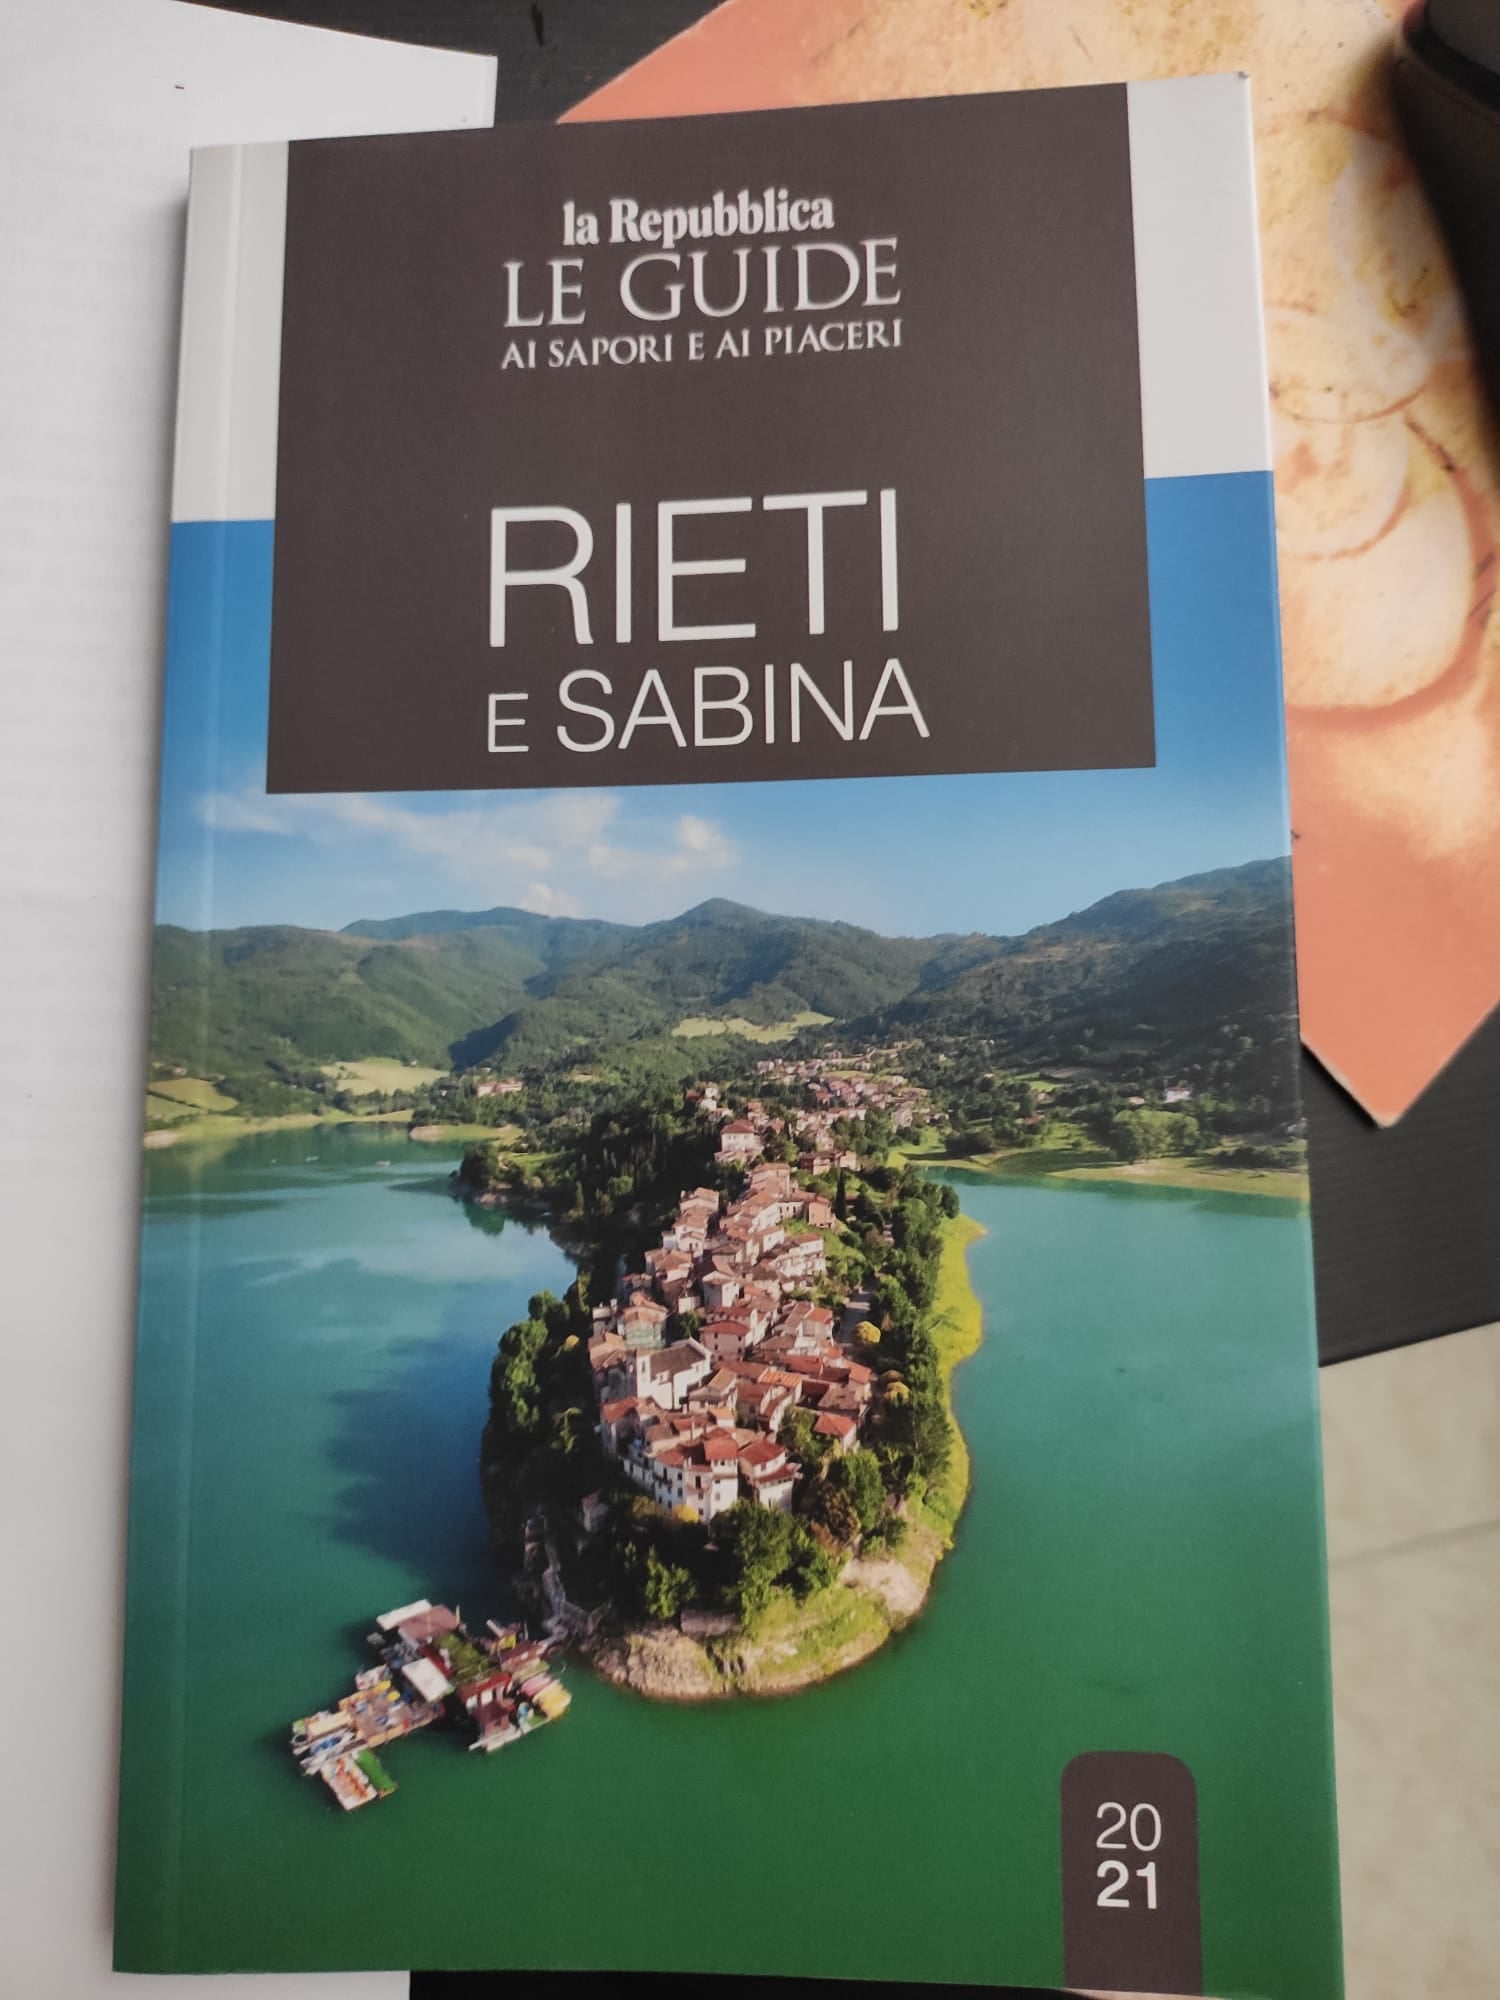 la Repubblica
LE GUIDE
AI SAPORI E AI PIACERI
RIETI
E SABINA
20
21